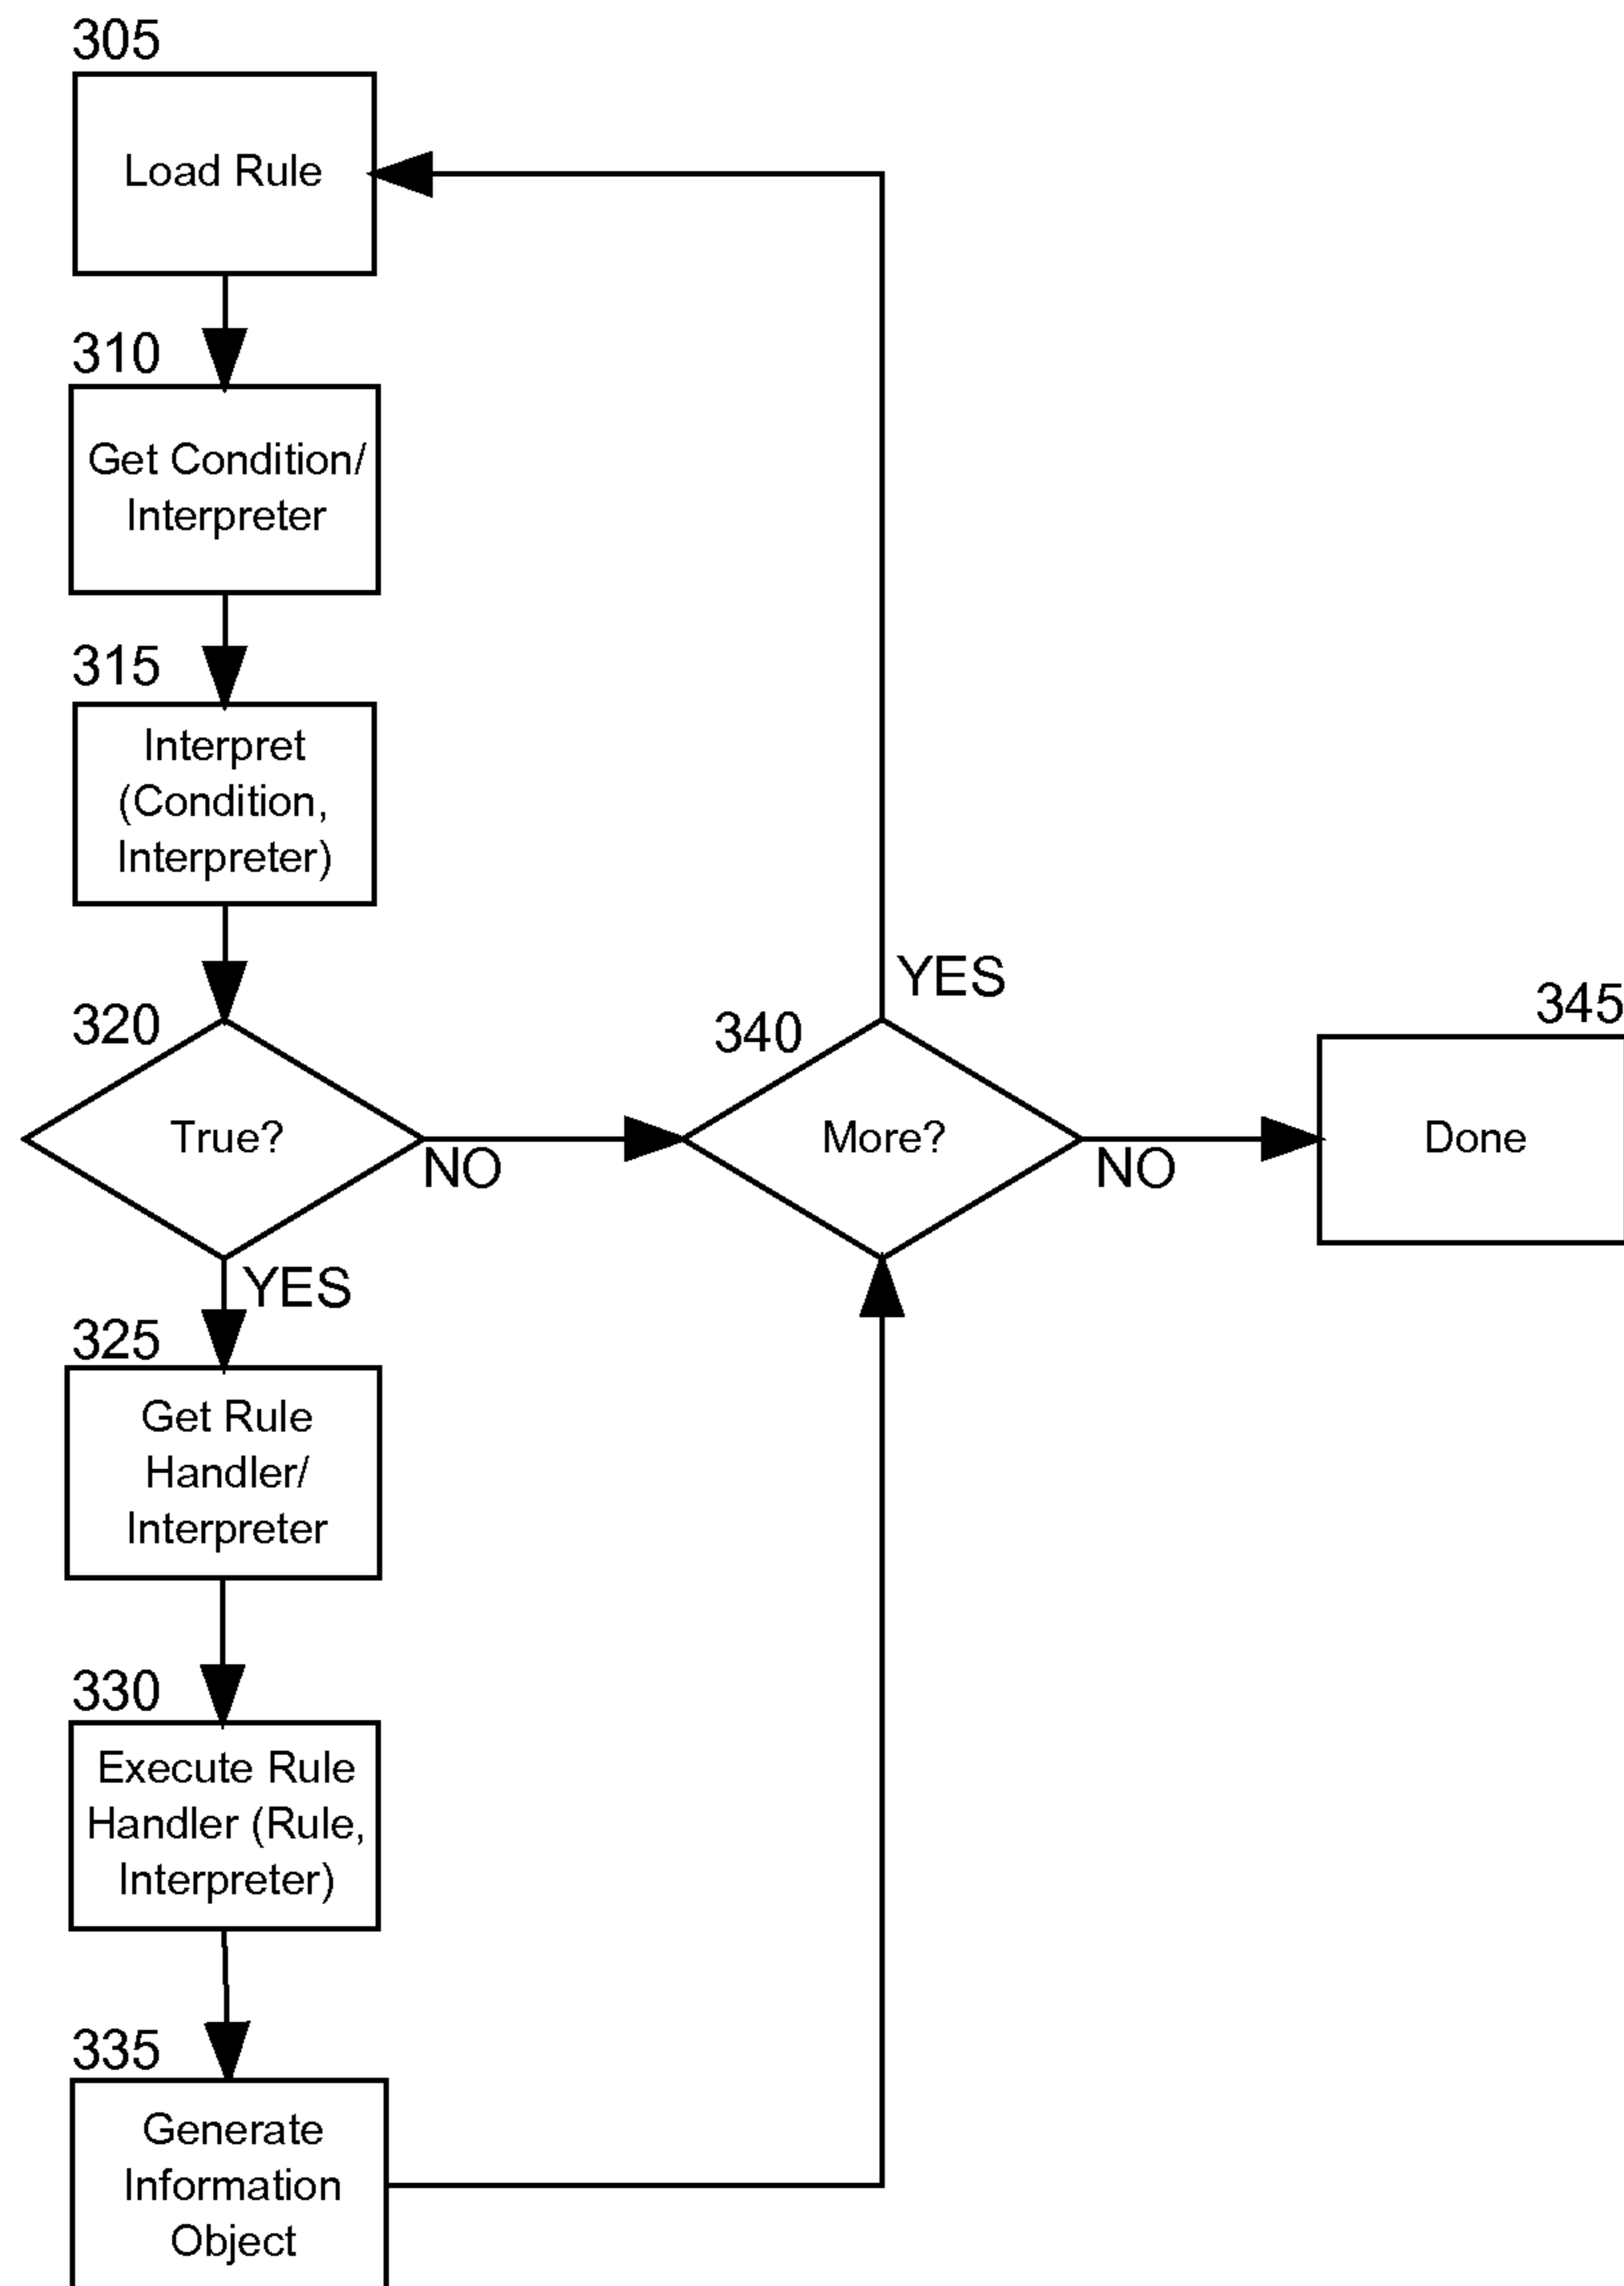 305
Load Rule
310
Get Condition/
Interpreter
315
Interpret
(Condition,
Interpreter)
320
True?
NO
YES
340
More?
YES
NO
345
Done
325
Get Rule
Handler/
Interpreter
330
Execute Rule
Handler (Rule,
Interpreter)
335
Generate
Information
Object